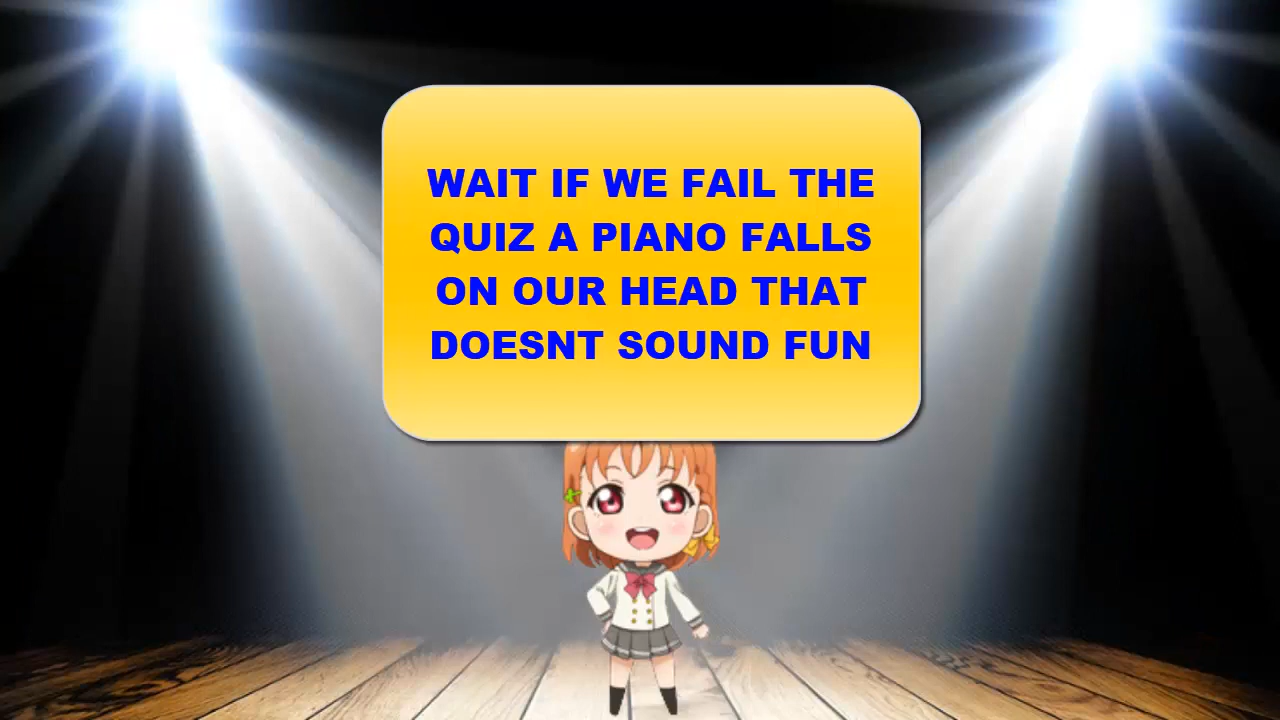 WAIT IF WE FAIL THE
QUIZ A PIANO FALLS
ON OUR HEAD THAT
DOESNT SOUND FUN